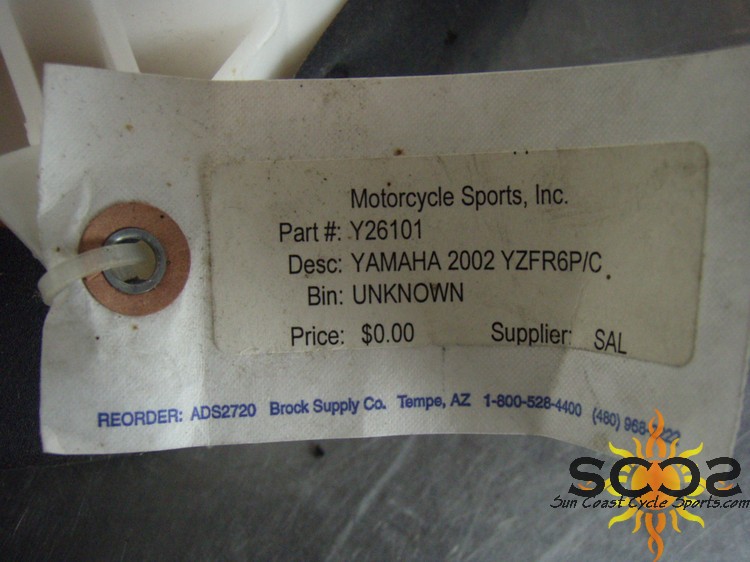 Motorcycle Sports, Inc.
Part #: Y26101
Desc: YAMAHA 2002 YZFR6P/C
Bin: UNKNOWN
Price: $0.00 Supplier: SAL
REORDER: ADS2720 Brock Supply Co. Tempe, AZ 1-800-528-4400 (480) 968-
SCCS
Sun Coast Cycle Sports.com